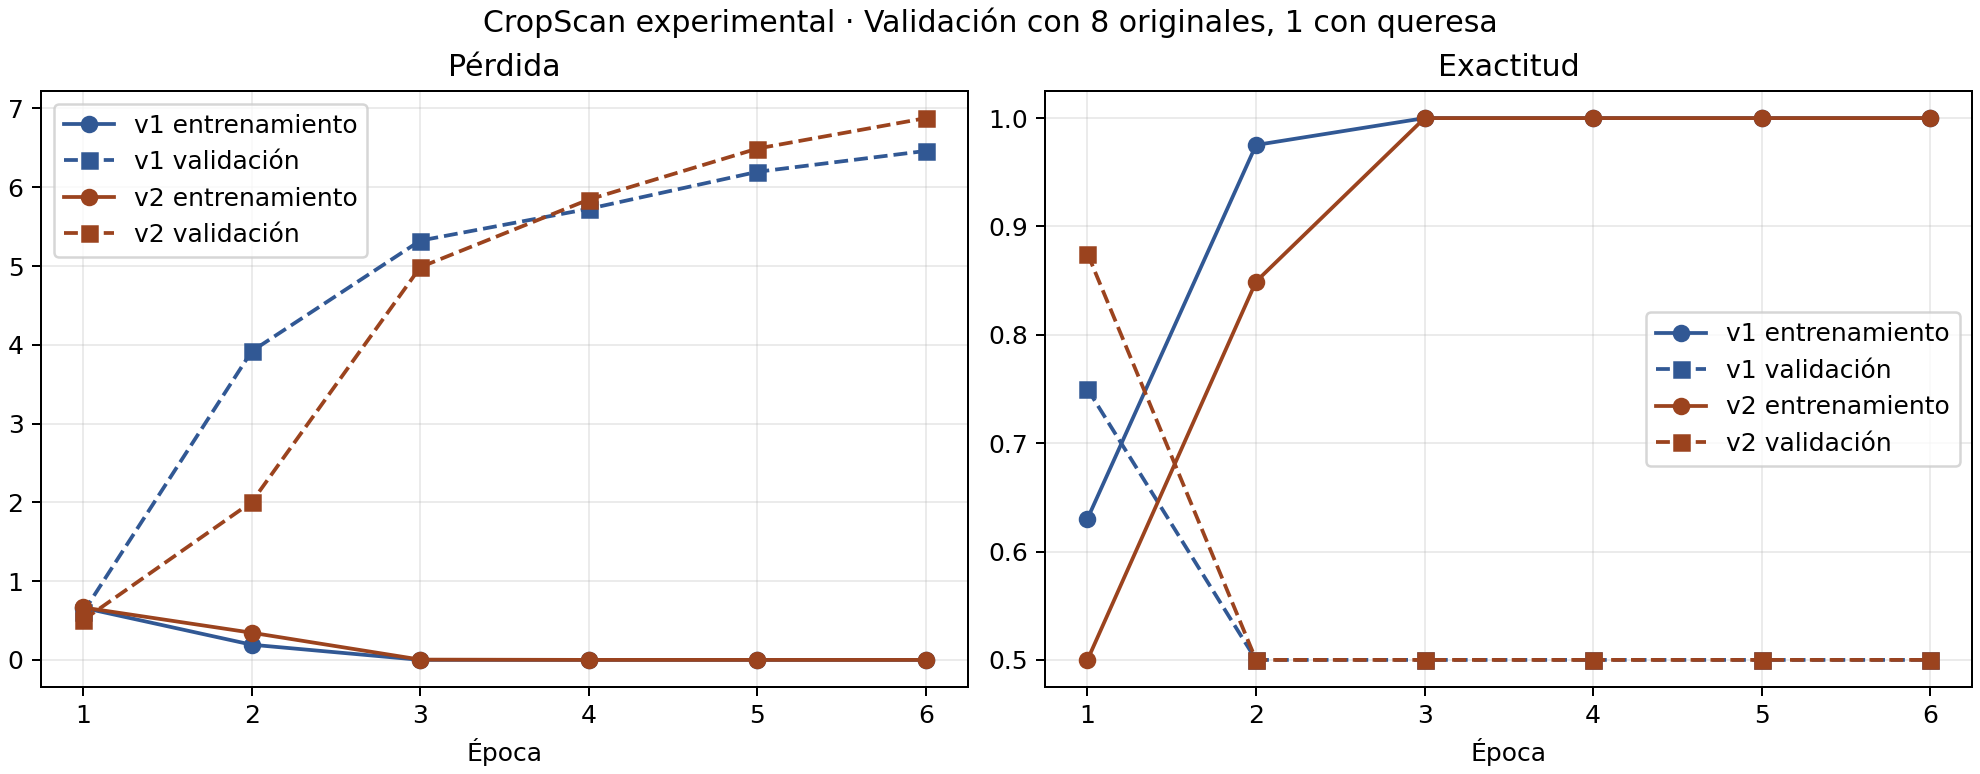 CropScan experimental · Validación con 8 originales, 1 con queresa
Pérdida
7
6
5
4
3
2
1
0
v1 entrenamiento
v1 validación
v2 entrenamiento
v2 validación
1 2 3 4 5 6
Época
Exactitud
1.0
0.9
0.8
0.7
0.6
0.5
v1 entrenamiento
v1 validación
v2 entrenamiento
v2 validación
1 2 3 4 5 6
Época